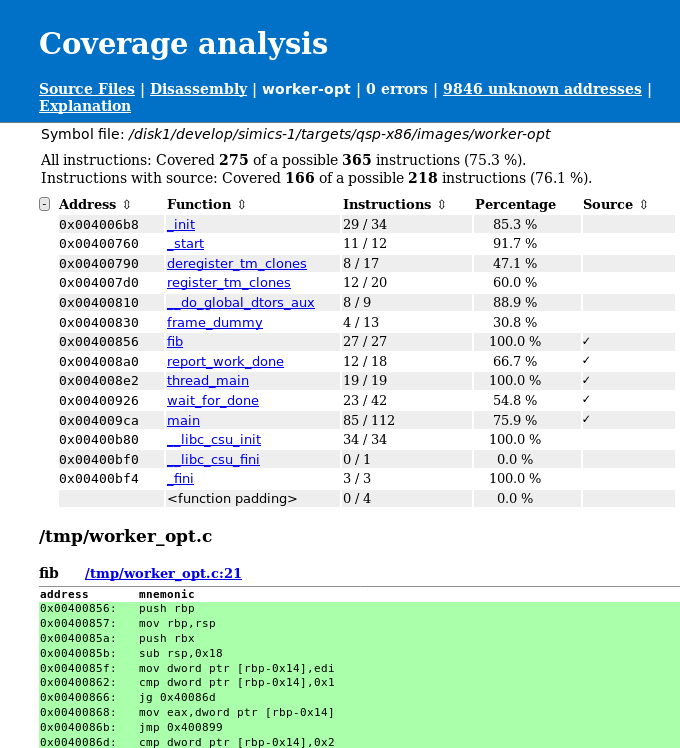 Coverage analysis
Source Files | Disassembly | worker-opt | 0 errors | 9846 unknown addresses |
Explanation
Symbol file: /disk1/develop/simics-1/targets/qsp-x86/images/worker-opt
All instructions: Covered 275 of a possible 365 instructions (75.3 %).
Instructions with source: Covered 166 of a possible 218 instructions (76.1 %).
- Address ⇳ Function ⇳ Instructions ⇳ Percentage Source ⇳
0x004006b8 _init 29 / 34 85.3 %
0x00400760 _start 11 / 12 91.7 %
0x00400790 deregister_tm_clones 8 / 17 47.1 %
0x004007d0 register_tm_clones 12 / 20 60.0 %
0x00400810 __do_global_dtors_aux 8 / 9 88.9 %
0x00400830 frame_dummy 4 / 13 30.8 %
0x00400856 fib 27 / 27 100.0 % ✓
0x004008a0 report_work_done 12 / 18 66.7 % ✓
0x004008e2 thread_main 19 / 19 100.0 % ✓
0x00400926 wait_for_done 23 / 42 54.8 % ✓
0x004009ca main 85 / 112 75.9 % ✓
0x00400b80 __libc_csu_init 34 / 34 100.0 %
0x00400bf0 __libc_csu_fini 0 / 1 0.0 %
0x00400bf4 _fini 3 / 3 100.0 %
<function padding> 0 / 4 0.0 %
/tmp/worker_opt.c
fib /tmp/worker_opt.c:21
address mnemonic
0x00400856: push rbp
0x00400857: mov rbp,rsp
0x0040085a: push rbx
0x0040085b: sub rsp,0x18
0x0040085f: mov dword ptr [rbp-0x14],edi
0x00400862: cmp dword ptr [rbp-0x14],0x1
0x00400866: jg 0x40086d
0x00400868: mov eax,dword ptr [rbp-0x14]
0x0040086b: jmp 0x400899
0x0040086d: cmp dword ptr [rbp-0x14],0x2